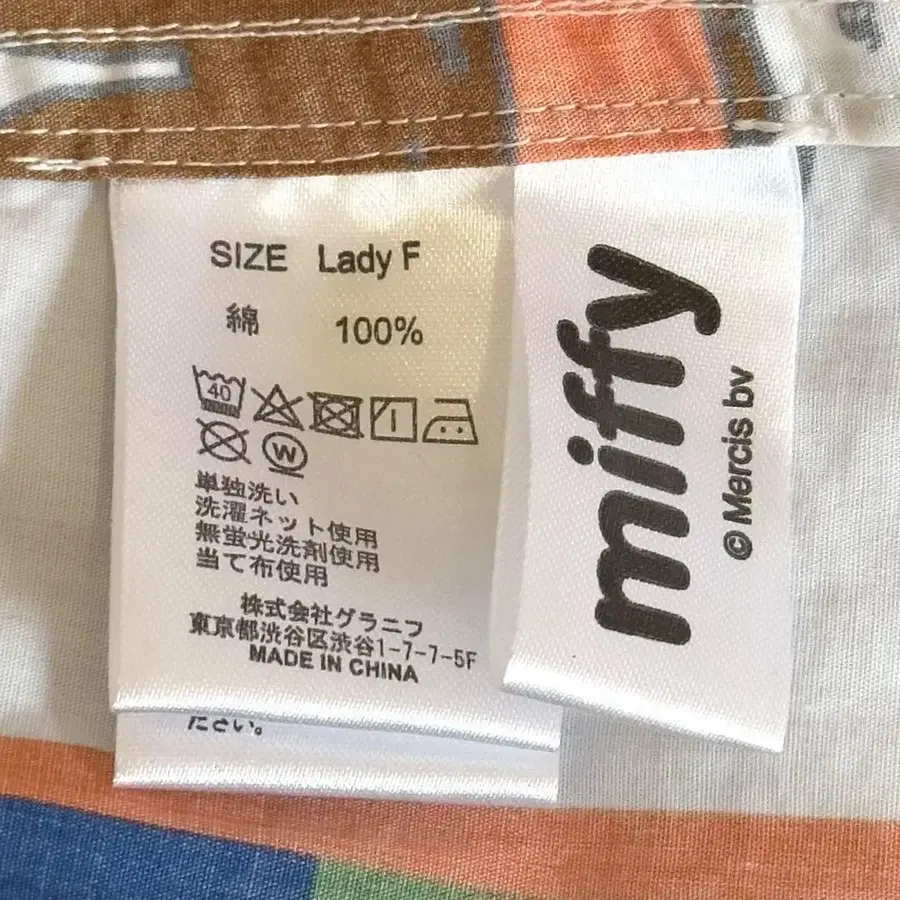 SIZE Lady F
綿 100%
40
W
単独洗い
洗濯ネット使用
無蛍光洗剤使用
当て布使用
株式会社グラニフ
東京都渋谷区渋谷1-7-7-5F
MADE IN CHINA
ださい。
miffy
© Mercis bv